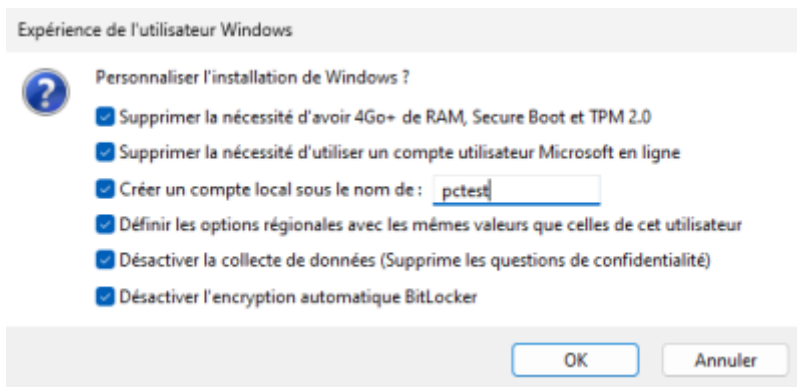 Expérience de l'utilisateur Windows
Personnaliser l'installation de Windows ?
Supprimer la nécessité d'avoir 4Go+ de RAM, Secure Boot et TPM 2.0
Supprimer la nécessité d'utiliser un compte utilisateur Microsoft en ligne
Créer un compte local sous le nom de : pctest
Définir les options régionales avec les mêmes valeurs que celles de cet utilisateur
Désactiver la collecte de données (Supprime les questions de confidentialité)
Désactiver l'encryption automatique BitLocker
OK Annuler